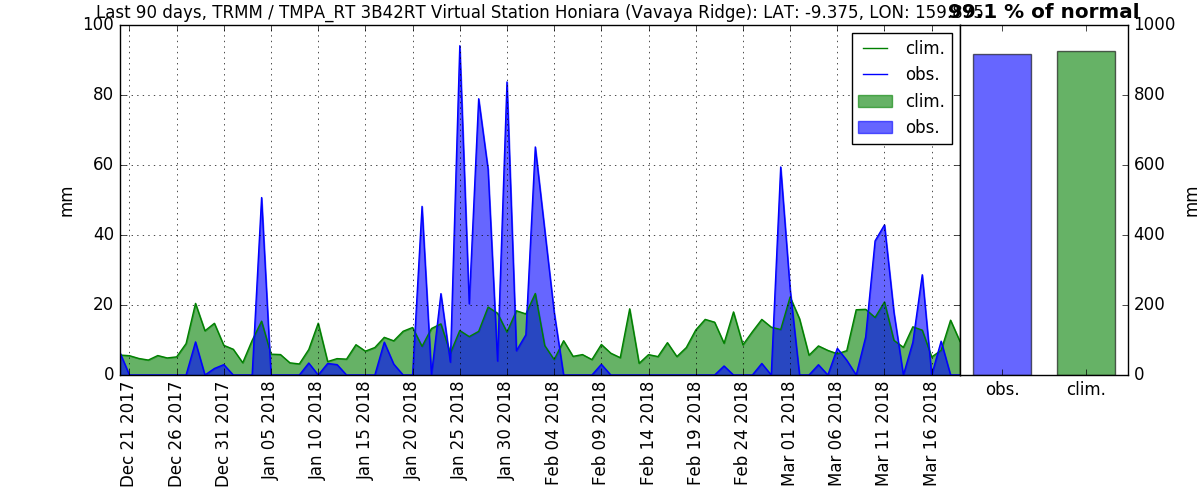 Last 90 days, TRMM / TMPA_RT 3B42RT Virtual Station Honiara (Vavaya Ridge): LAT: -9.375, LON: 159.875
99.1 % of normal
100
80
60
40
20
0
mm
clim.
obs.
clim.
obs.
Dec 21 2017
Dec 26 2017
Dec 31 2017
Jan 05 2018
Jan 10 2018
Jan 15 2018
Jan 20 2018
Jan 25 2018
Jan 30 2018
Feb 04 2018
Feb 09 2018
Feb 14 2018
Feb 19 2018
Feb 24 2018
Mar 01 2018
Mar 06 2018
Mar 11 2018
Mar 16 2018
1000
800
600
400
200
0
mm
obs.
clim.